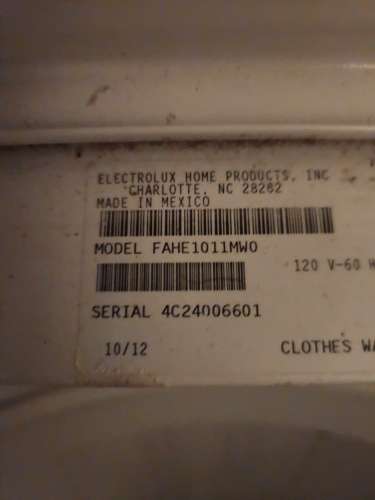 ELECTROLUX HOME PRODUCTS, INC
CHARLOTTE, NC 28262
MADE IN MEXICO
MODEL FAHE1011MW0
120 V-60 H
SERIAL 4C24006601
10/12 CLOTHES WA